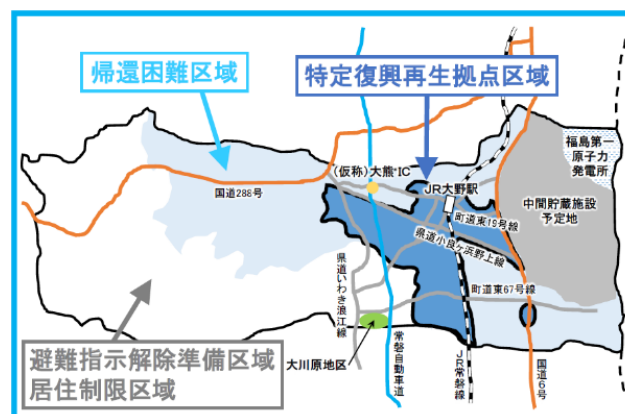 帰還困難区域
特定復興再生拠点区域
福島第一
原子力
発電所
(仮称)大熊IC
国道288号
JR大野駅
中間貯蔵施設
予定地
町道東19号線
県道小良ヶ浜野上線
県道いわき浪江線
町道東67号線
避難指示解除準備区域
居住制限区域
大川原地区
常磐自動車道
JR常磐線
国道6号